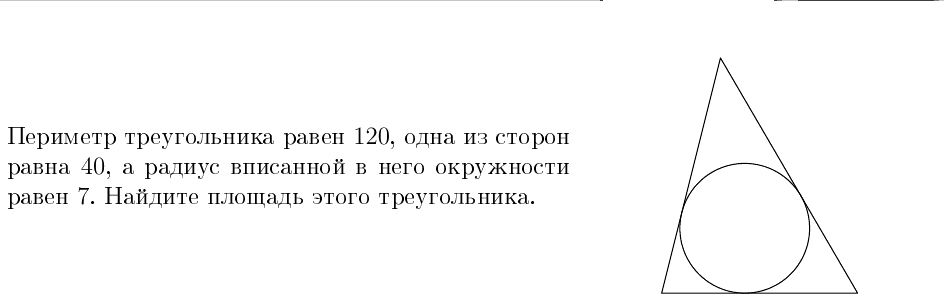 Периметр треугольника равен 120, одна из сторон
равна 40, а радиус вписанной в него окружности
равен 7. Найдите площадь этого треугольника.